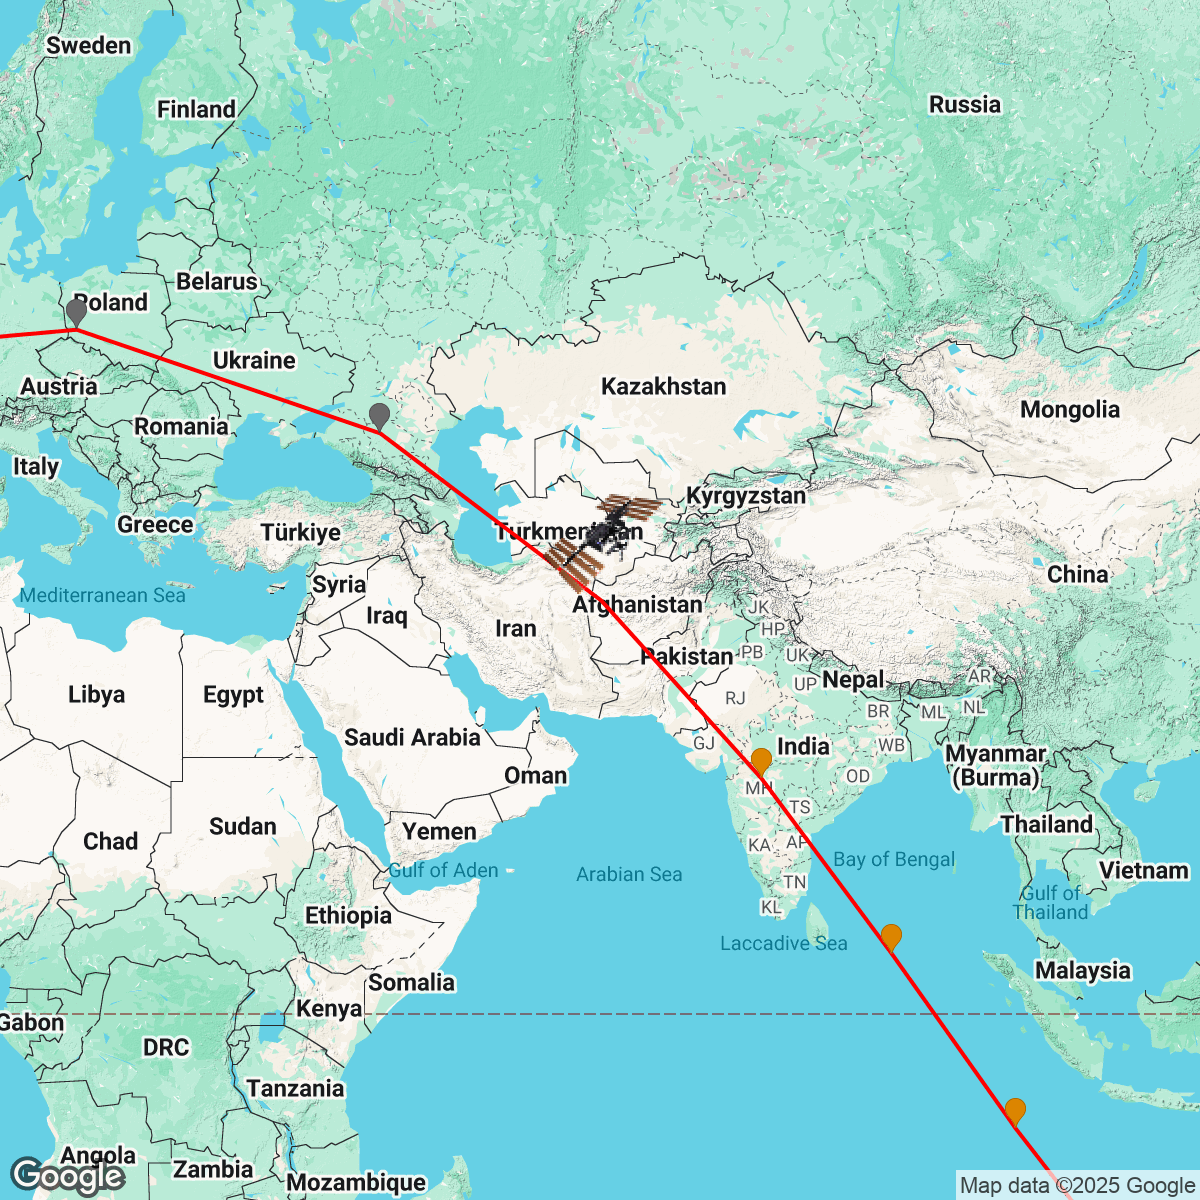 Sweden
Finland
Russia
Belarus
Poland
Ukraine
Austria
Kazakhstan
Mongolia
Romania
Italy
Kyrgyzstan
Greece
Türkiye
Turkmenistan
China
Syria
Mediterranean Sea
Iraq
Iran
Afghanistan
JK
HP
PB
UK
Pakistan
Nepal
AR
UP
RJ
Libya
Egypt
BR
ML
NL
Saudi Arabia
GJ
India
WB
Myanmar
(Burma)
Oman
OD
MH
TS
Chad
Sudan
Yemen
Thailand
KA
AP
Bay of Bengal
Gulf of Aden
Arabian Sea
Vietnam
TN
Gulf of
Thailand
KL
Ethiopia
Laccadive Sea
Malaysia
Somalia
Kenya
Gabon
DRC
Tanzania
Angola
Zambia
Mozambique
Google
Map data ©2025 Google